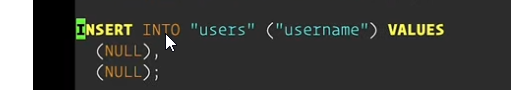 INSERT INTO "users" ("username") VALUES
(NULL),
(NULL);